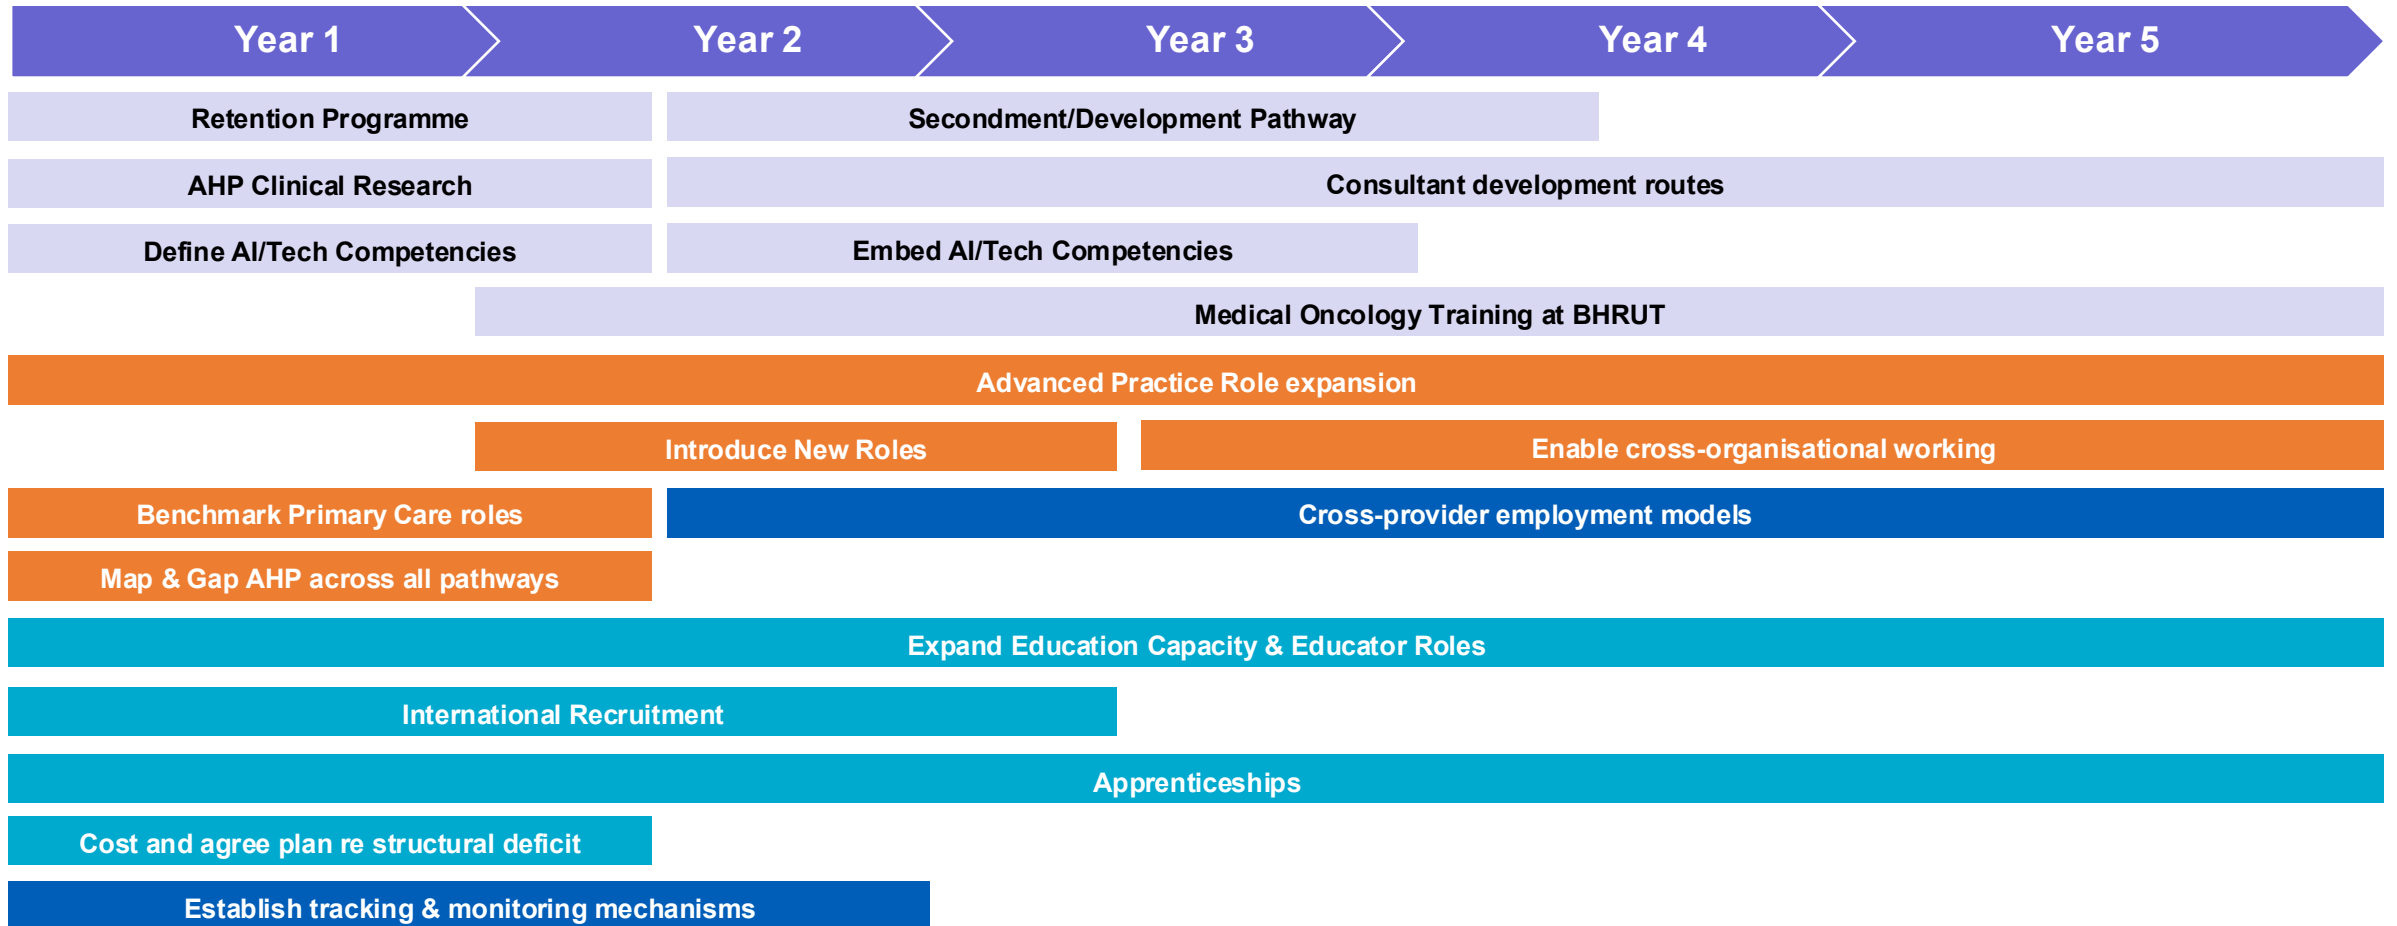 Year 1 Year 2 Year 3 Year 4 Year 5
Retention Programme Secondment/Development Pathway
AHP Clinical Research Consultant development routes
Define AI/Tech Competencies Embed AI/Tech Competencies
Medical Oncology Training at BHRUT
Advanced Practice Role expansion
Introduce New Roles Enable cross-organisational working
Benchmark Primary Care roles Cross-provider employment models
Map & Gap AHP across all pathways
Expand Education Capacity & Educator Roles
International Recruitment
Apprenticeships
Cost and agree plan re structural deficit
Establish tracking & monitoring mechanisms